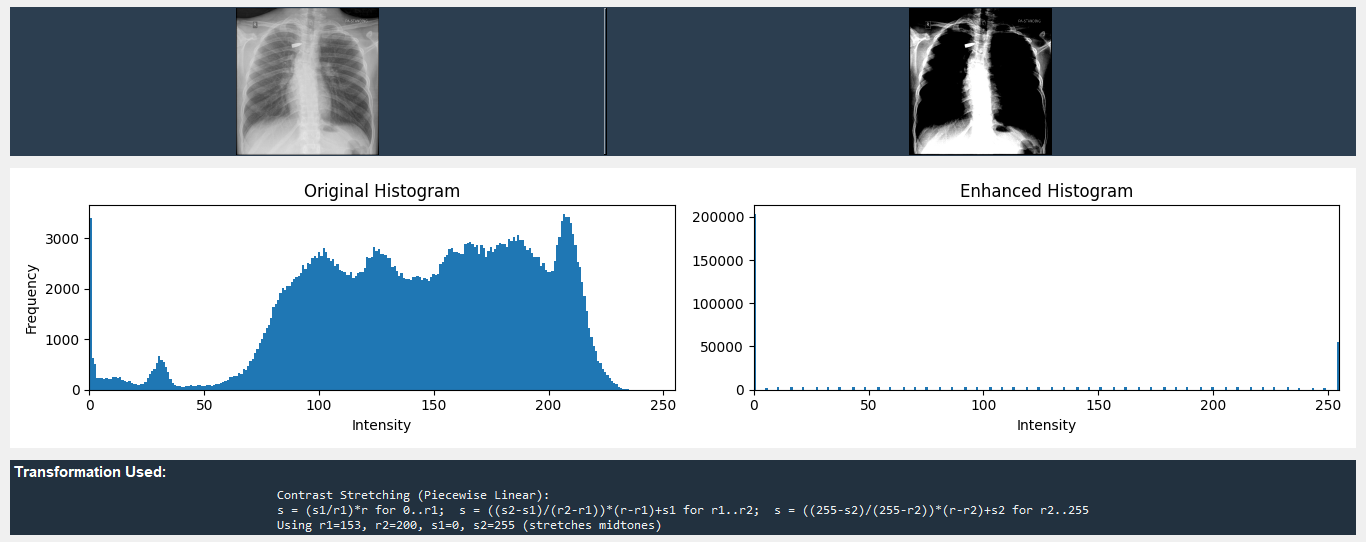 PA STANDING
Original Histogram
Enhanced Histogram
3000
2000
1000
0
Frequency
0 50 100 150 200 250
Intensity
200000
150000
100000
50000
0
0 50 100 150 200 250
Intensity
Transformation Used:
Contrast Stretching (Piecewise Linear):
s = (s1/r1)*r for 0..r1; s = ((s2-s1)/(r2-r1))*(r-r1)+s1 for r1..r2; s = ((255-s2)/(255-r2))*(r-r2)+s2 for r2..255
Using r1=153, r2=200, s1=0, s2=255 (stretches midtones)